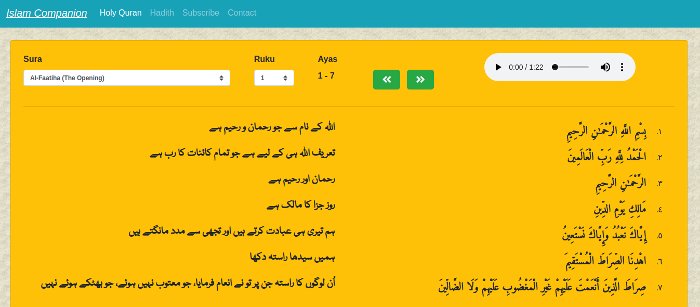 Islam Companion Holy Quran Hadith Subscribe Contact
Sura Ruku Ayas
Al-Faatiha (The Opening) 1 1 - 7
0:00 / 1:22
١. بِسْمِ اللَّهِ الرَّحْمَٰنِ الرَّحِيمِ
اللہ کے نام سے جو رحمان و رحیم ہے
٢. الْحَمْدُ لِلَّهِ رَبِّ الْعَالَمِينَ
تعریف اللہ ہی کے لیے ہے جو تمام کائنات کا رب ہے
٣. الرَّحْمَٰنِ الرَّحِيمِ
رحمان اور رحیم ہے
٤. مَالِكِ يَوْمِ الدِّينِ
روز جزا کا مالک ہے
٥. إِيَّاكَ نَعْبُدُ وَإِيَّاكَ نَسْتَعِينُ
ہم تیری ہی عبادت کرتے ہیں اور تجھی سے مدد مانگتے ہیں
٦. اهْدِنَا الصِّرَاطَ الْمُسْتَقِيمَ
ہمیں سیدھا راستہ دکھا
٧. صِرَاطَ الَّذِينَ أَنْعَمْتَ عَلَيْهِمْ غَيْرِ الْمَغْضُوبِ عَلَيْهِمْ وَلَا الضَّالِّينَ
اُن لوگوں کا راستہ جن پر تو نے انعام فرمایا، جو معتوب نہیں ہوئے، جو بھٹکے ہوئے نہیں